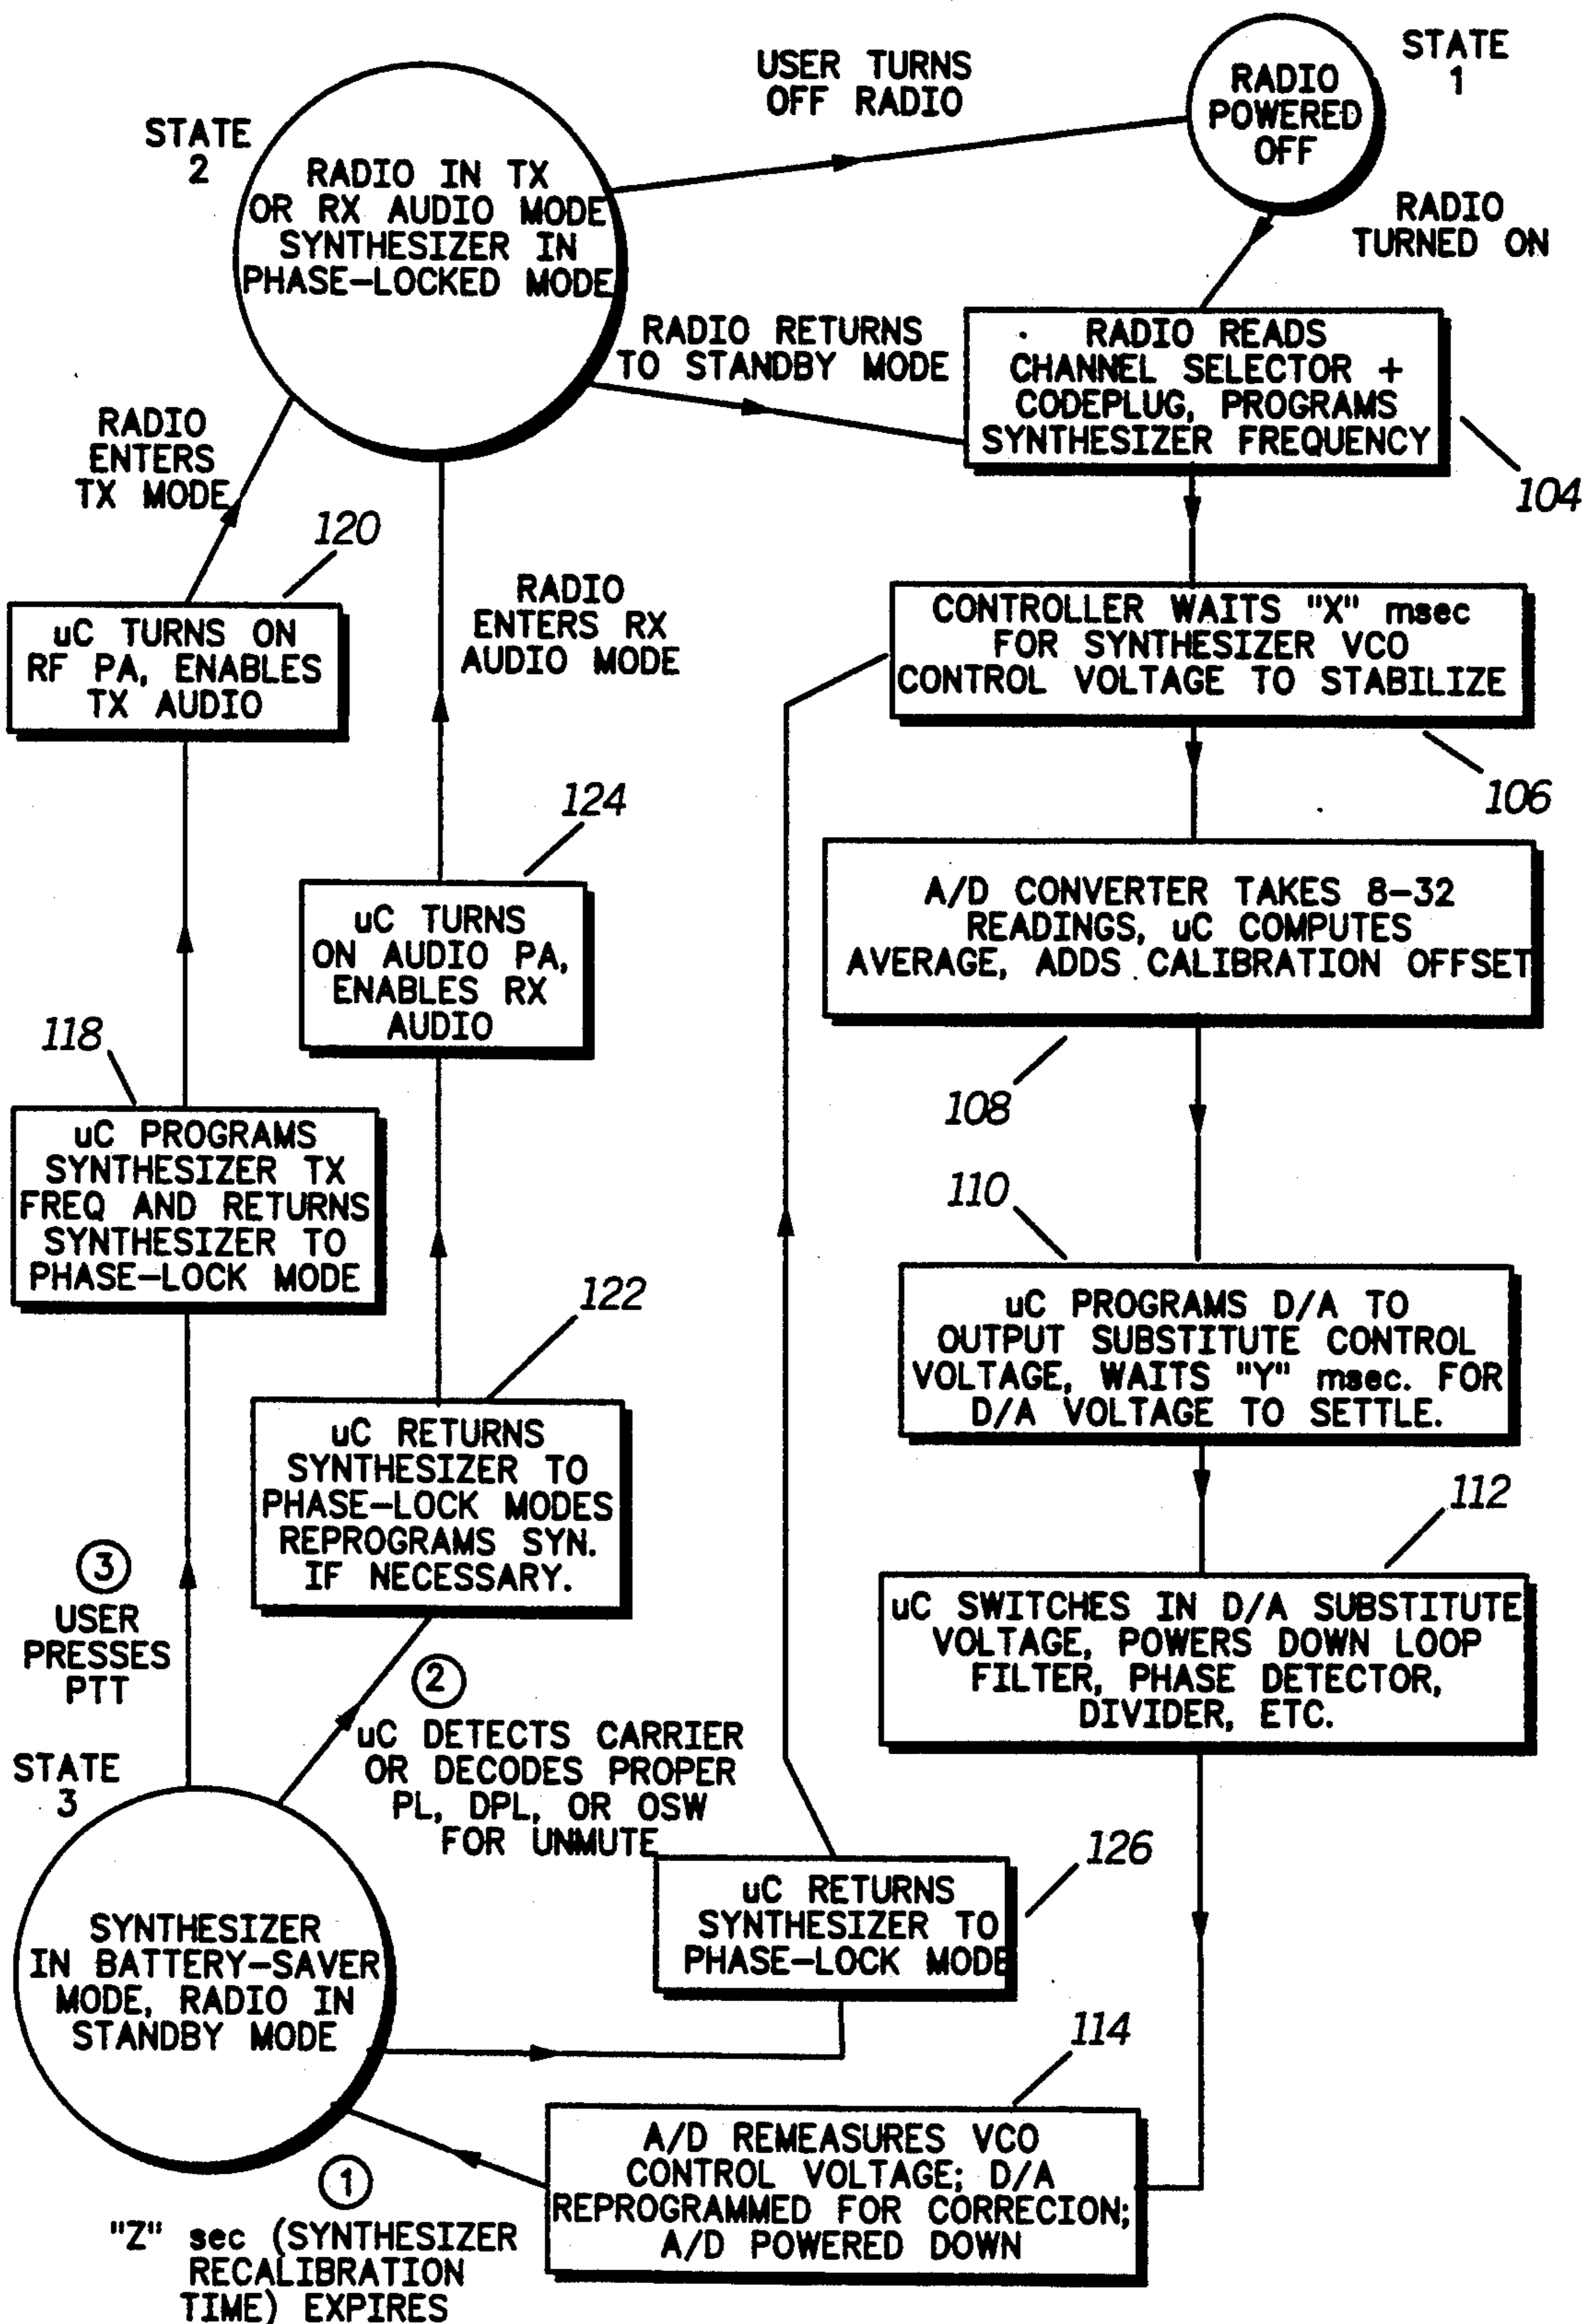 STATE
1
RADIO
POWERED
OFF
USER TURNS
OFF RADIO
STATE
2
RADIO IN TX
OR RX AUDIO MODE
SYNTHESIZER IN
PHASE-LOCKED MODE
RADIO
TURNED ON
RADIO RETURNS
TO STANDBY MODE
RADIO READS
CHANNEL SELECTOR +
CODEPLUG, PROGRAMS
SYNTHESIZER FREQUENCY
104
RADIO
ENTERS
TX MODE
120
uC TURNS ON
RF PA, ENABLES
TX AUDIO
RADIO
ENTERS RX
AUDIO MODE
CONTROLLER WAITS "X" msec
FOR SYNTHESIZER VCO
CONTROL VOLTAGE TO STABILIZE
106
124
uC TURNS
ON AUDIO PA,
ENABLES RX
AUDIO
A/D CONVERTER TAKES 8-32
READINGS, uC COMPUTES
AVERAGE, ADDS CALIBRATION OFFSET
108
118
uC PROGRAMS
SYNTHESIZER TX
FREQ AND RETURNS
SYNTHESIZER TO
PHASE-LOCK MODE
110
uC PROGRAMS D/A TO
OUTPUT SUBSTITUTE CONTROL
VOLTAGE, WAITS "Y" msec. FOR
D/A VOLTAGE TO SETTLE.
122
uC RETURNS
SYNTHESIZER TO
PHASE-LOCK MODES
REPROGRAMS SYN.
IF NECESSARY.
112
uC SWITCHES IN D/A SUBSTITUTE
VOLTAGE, POWERS DOWN LOOP
FILTER, PHASE DETECTOR,
DIVIDER, ETC.
3
USER
PRESSES
PTT
2
uC DETECTS CARRIER
OR DECODES PROPER
PL, DPL, OR OSW
FOR UNMUTE
STATE
3
SYNTHESIZER
IN BATTERY-SAVER
MODE, RADIO IN
STANDBY MODE
126
uC RETURNS
SYNTHESIZER TO
PHASE-LOCK MODE
114
A/D REMEASURES VCO
CONTROL VOLTAGE; D/A
REPROGRAMMED FOR CORRECION;
A/D POWERED DOWN
1
"Z" sec (SYNTHESIZER
RECALIBRATION
TIME) EXPIRES